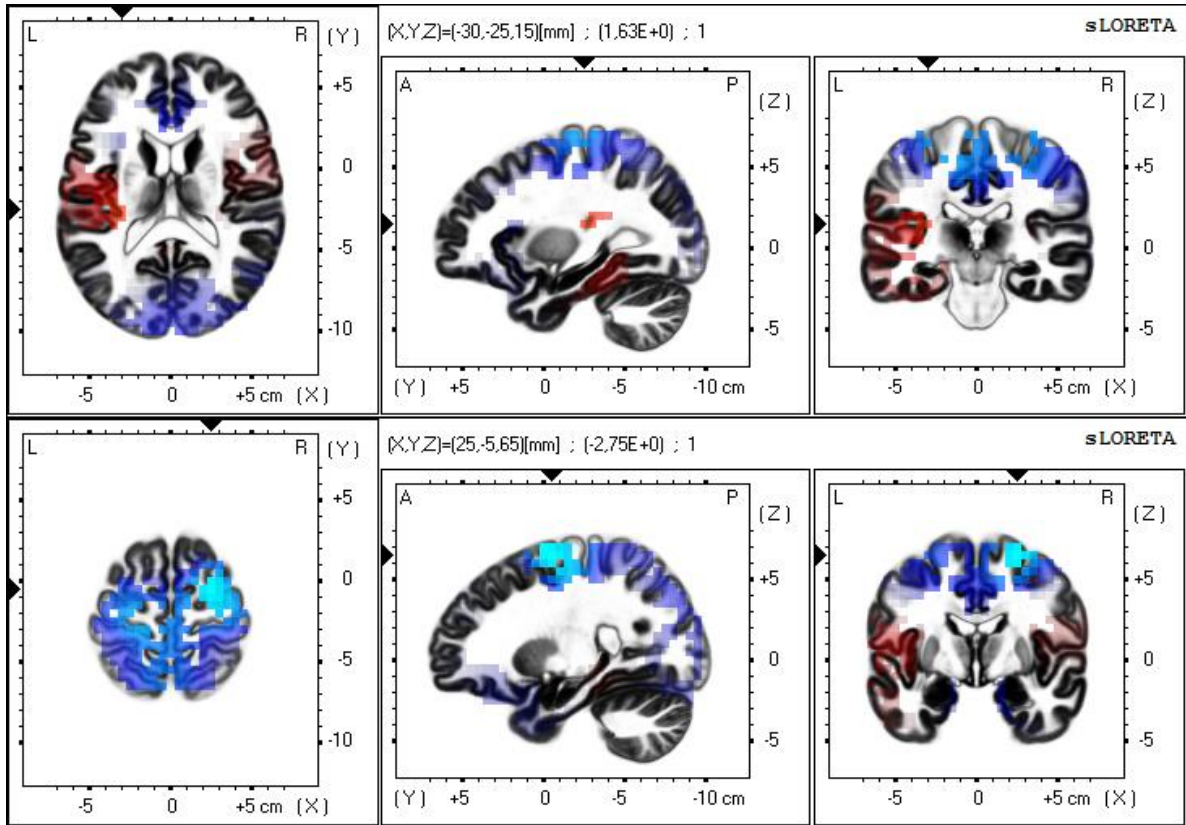 L R (Y)
+5
0
-5
-10
-5 0 +5 cm (X)
(X,Y,Z)=(-30,-25,15)[mm] ; (1,63E+0) ; 1
sLORETA
A P (Z)
+5
0
-5
(Y) +5 0 -5 -10 cm
L R (Z)
+5
0
-5
-5 0 +5 cm (X)
L R (Y)
+5
0
-5
-10
-5 0 +5 cm (X)
(X,Y,Z)=(25,-5,65)[mm] ; (-2,75E+0) ; 1
sLORETA
A P (Z)
+5
0
-5
(Y) +5 0 -5 -10 cm
L R (Z)
+5
0
-5
-5 0 +5 cm (X)